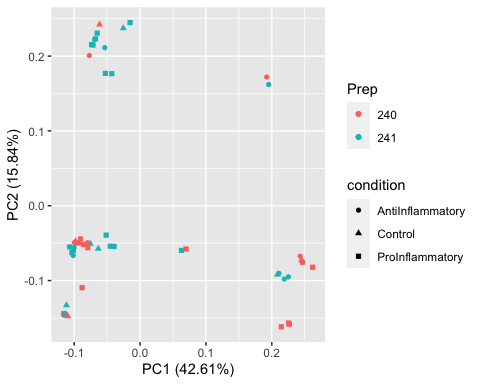 0.2
0.1
0.0
-0.1
-0.1
0.0
0.1
0.2
PC1 (42.61%)
PC2 (15.84%)
Prep
240
241
condition
AntiInflammatory
Control
ProInflammatory